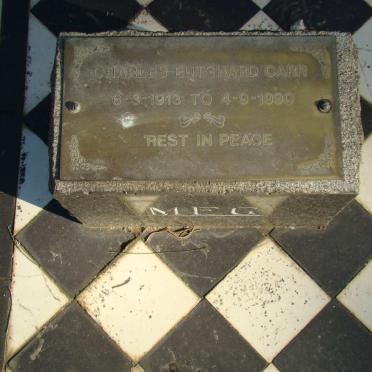 CHARLES BUTCHARD CARR
6-3-1913 TO 4-9-1990
REST IN PEACE
M.F.G